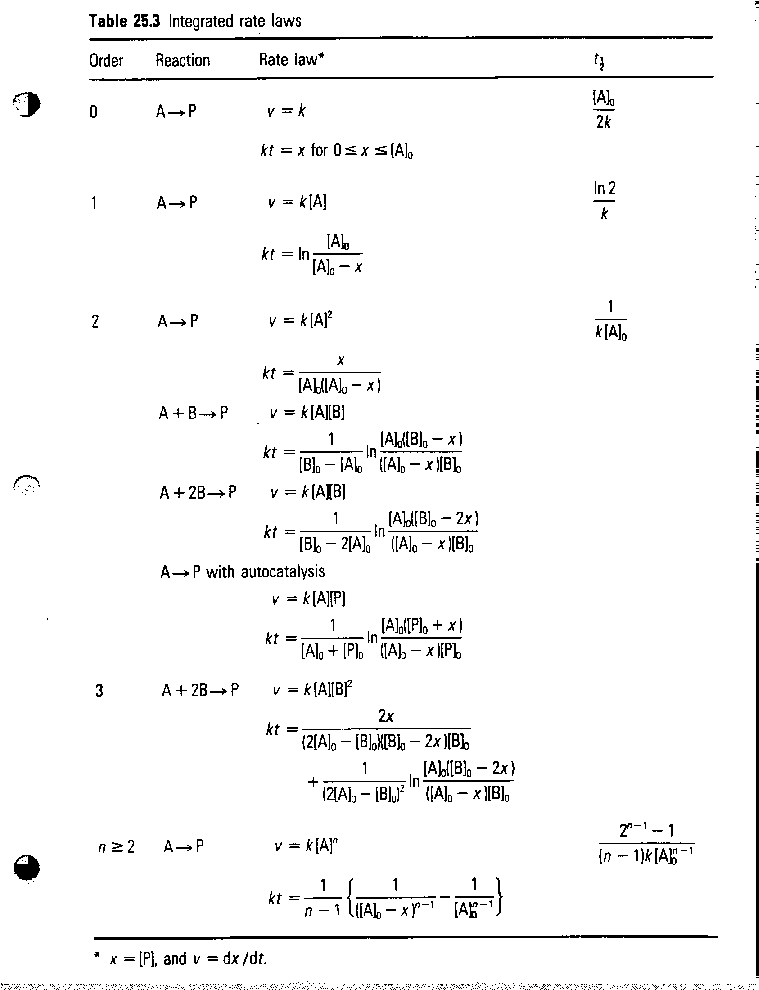 Table 25.3 Integrated rate laws
Order Reaction Rate law* t½
0 A→P v = k [A]₀/2k
kt = x for 0 ≤ x ≤ [A]₀
1 A→P v = k[A] ln 2/k
kt = ln [A]₀/([A]₀ − x)
2 A→P v = k[A]² 1/k[A]₀
kt = x/[A]₀([A]₀ − x)
A + B→P v = k[A][B]
kt = 1/([B]₀ − [A]₀) ln [A]₀([B]₀ − x)/([A]₀ − x)[B]₀
A + 2B→P v = k[A][B]
kt = 1/([B]₀ − 2[A]₀) ln [A]₀([B]₀ − 2x)/([A]₀ − x)[B]₀
A→P with autocatalysis
v = k[A][P]
kt = 1/([A]₀ + [P]₀) ln [A]₀([P]₀ + x)/([A]₀ − x)[P]₀
3 A + 2B→P v = k[A][B]²
kt = 2x/(2[A]₀ − [B]₀)([B]₀ − 2x)[B]₀
+ 1/(2[A]₀ − [B]₀)² ln [A]₀([B]₀ − 2x)/([A]₀ − x)[B]₀
n ≥ 2 A→P v = k[A]ⁿ (2ⁿ⁻¹ − 1)/(n − 1)k[A]₀ⁿ⁻¹
kt = 1/(n − 1) {1/([A]₀ − x)ⁿ⁻¹ − 1/[A]₀ⁿ⁻¹}
* x = [P], and v = dx/dt.